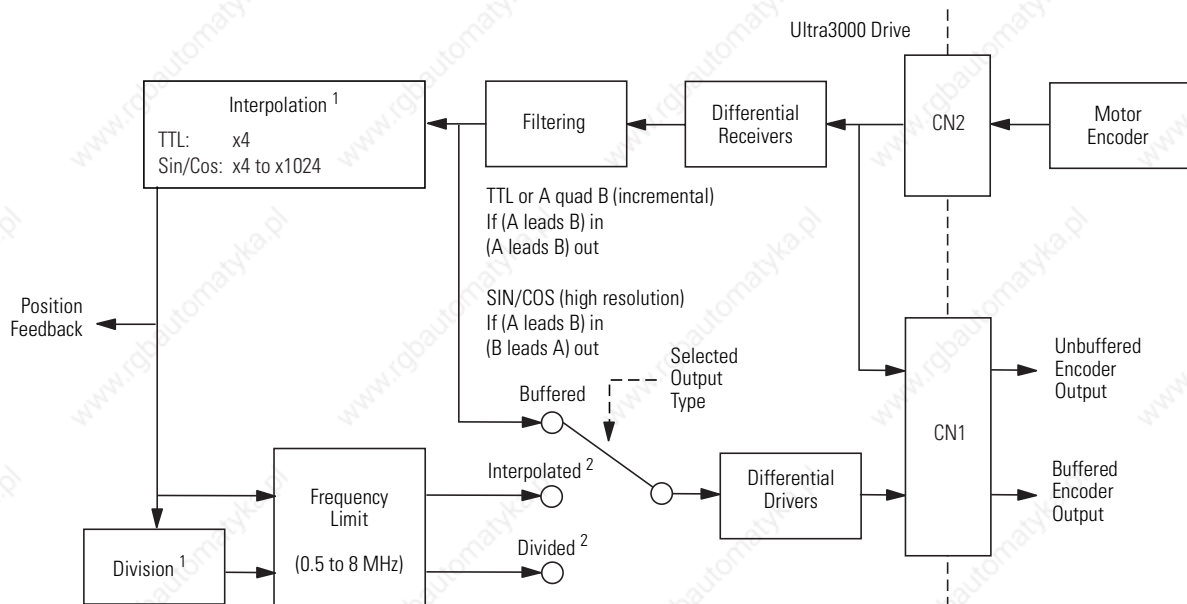 Ultra3000 Drive
Interpolation 1
TTL: x4
Sin/Cos: x4 to x1024
Filtering
Differential
Receivers
CN2
Motor
Encoder
TTL or A quad B (incremental)
If (A leads B) in
(A leads B) out
SIN/COS (high resolution)
If (A leads B) in
(B leads A) out
Position
Feedback
Selected
Output
Type
Unbuffered
Encoder
Output
Buffered
CN1
Interpolated 2
Frequency
Limit
(0.5 to 8 MHz)
Differential
Drivers
Buffered
Encoder
Output
Divided 2
Division 1
www.rgbautomatyka.pl